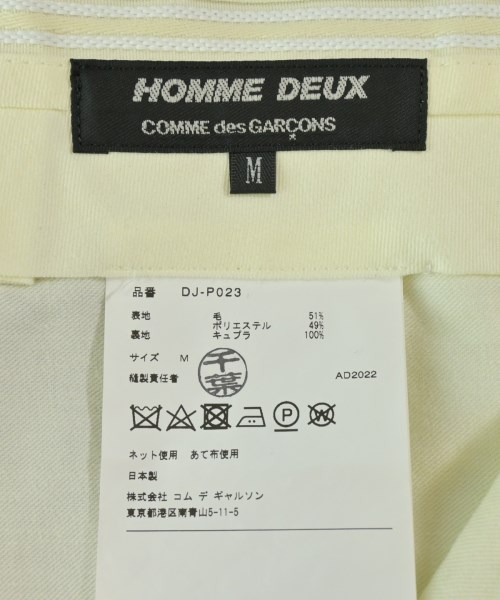 HOMME DEUX
COMME des GARÇONS
M
品番 DJ-P023
表地 毛 51%
ポリエステル 49%
裏地 キュプラ 100%
サイズ M
千葉
縫製責任者 AD2022
P W
ネット使用 あて布使用
日本製
株式会社 コム デ ギャルソン
東京都港区南青山5-11-5